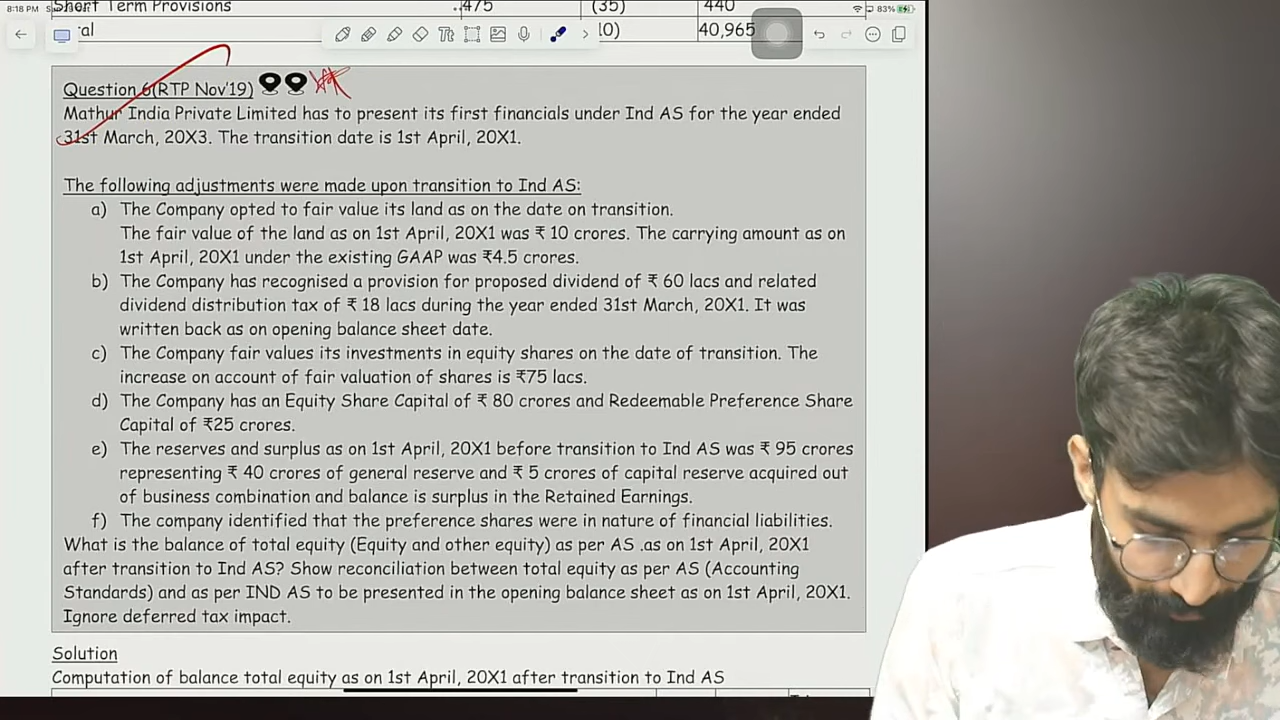 8:18 PM
83%
Short Term Provisions 475 (35) 440
40,965
Question 6(RTP Nov'19)
Mathur India Private Limited has to present its first financials under Ind AS for the year ended
31st March, 20X3. The transition date is 1st April, 20X1.
The following adjustments were made upon transition to Ind AS:
a) The Company opted to fair value its land as on the date on transition.
The fair value of the land as on 1st April, 20X1 was ₹ 10 crores. The carrying amount as on
1st April, 20X1 under the existing GAAP was ₹4.5 crores.
b) The Company has recognised a provision for proposed dividend of ₹ 60 lacs and related
dividend distribution tax of ₹ 18 lacs during the year ended 31st March, 20X1. It was
written back as on opening balance sheet date.
c) The Company fair values its investments in equity shares on the date of transition. The
increase on account of fair valuation of shares is ₹75 lacs.
d) The Company has an Equity Share Capital of ₹ 80 crores and Redeemable Preference Share
Capital of ₹25 crores.
e) The reserves and surplus as on 1st April, 20X1 before transition to Ind AS was ₹ 95 crores
representing ₹ 40 crores of general reserve and ₹ 5 crores of capital reserve acquired out
of business combination and balance is surplus in the Retained Earnings.
f) The company identified that the preference shares were in nature of financial liabilities.
What is the balance of total equity (Equity and other equity) as per AS .as on 1st April, 20X1
after transition to Ind AS? Show reconciliation between total equity as per AS (Accounting
Standards) and as per IND AS to be presented in the opening balance sheet as on 1st April, 20X1.
Ignore deferred tax impact.
Solution
Computation of balance total equity as on 1st April, 20X1 after transition to Ind AS